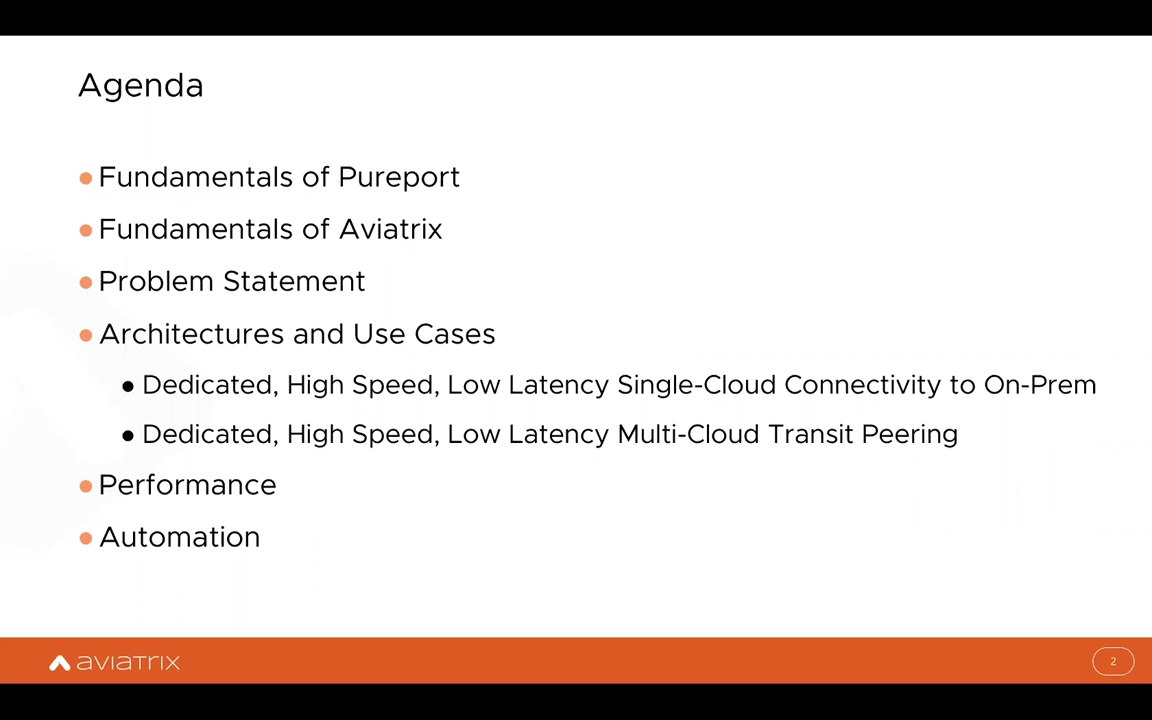 Agenda
● Fundamentals of Pureport
● Fundamentals of Aviatrix
● Problem Statement
● Architectures and Use Cases
● Dedicated, High Speed, Low Latency Single-Cloud Connectivity to On-Prem
● Dedicated, High Speed, Low Latency Multi-Cloud Transit Peering
● Performance
● Automation
aviatrix
2